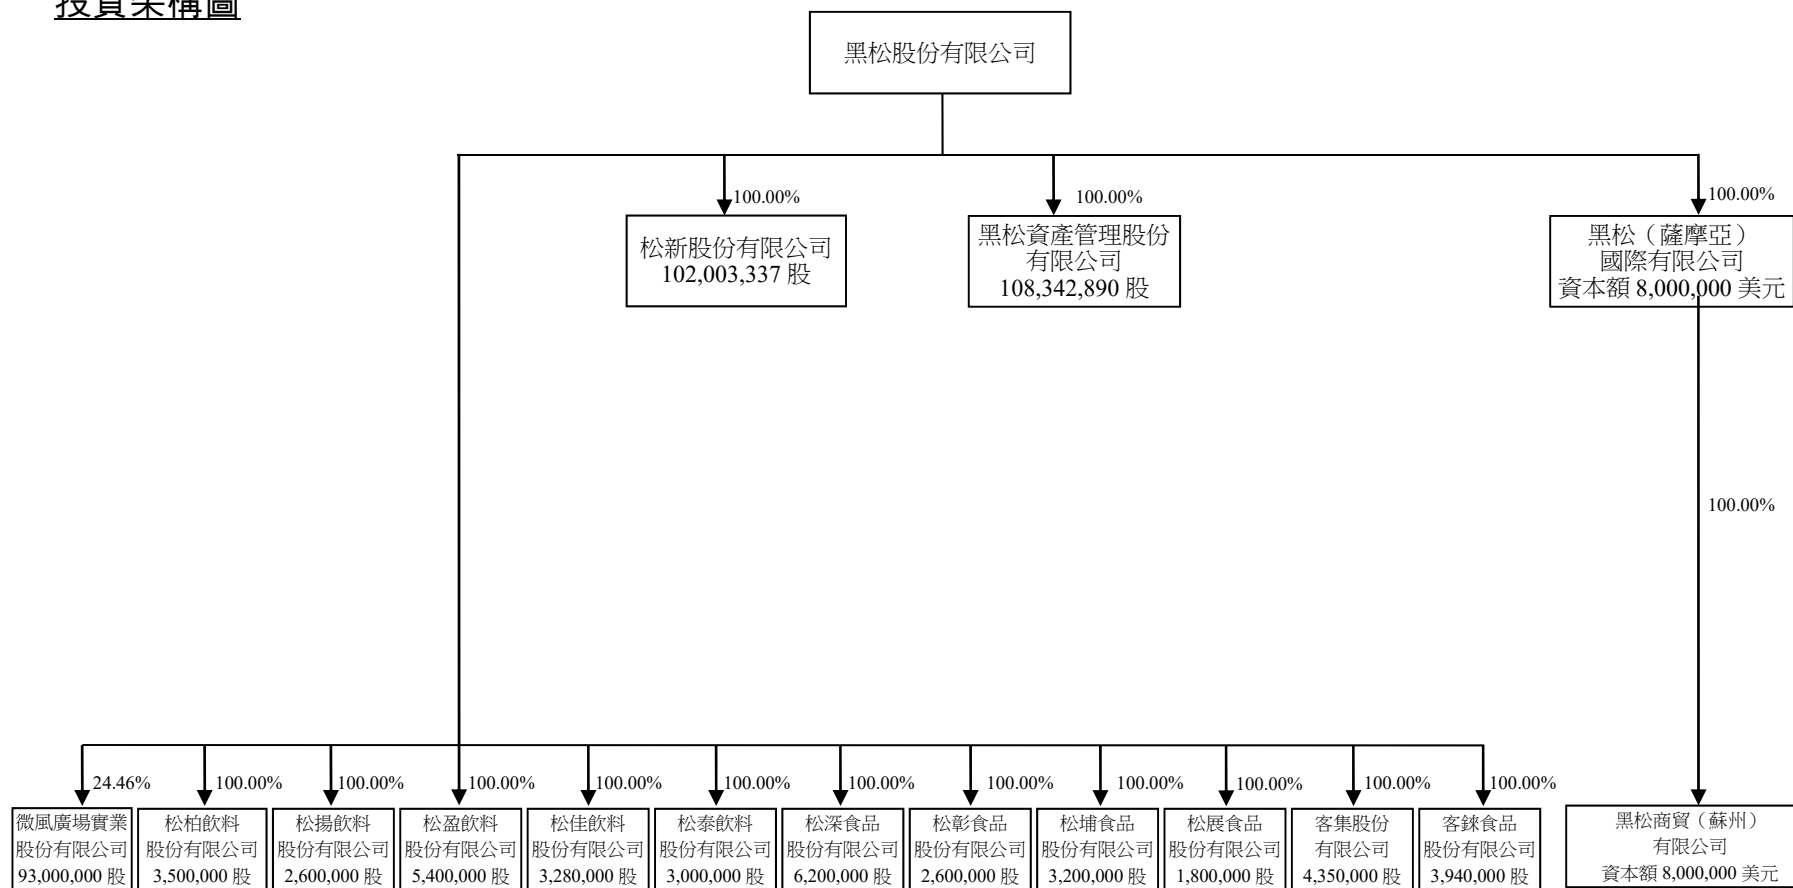 投資架構圖
黑松股份有限公司
100.00%
100.00%
100.00%
松新股份有限公司
102,003,337 股
黑松資產管理股份
有限公司
108,342,890 股
黑松（薩摩亞）
國際有限公司
資本額 8,000,000 美元
100.00%
24.46%
100.00%
100.00%
100.00%
100.00%
100.00%
100.00%
100.00%
100.00%
100.00%
100.00%
100.00%
微風廣場實業
股份有限公司
93,000,000 股
松柏飲料
股份有限公司
3,500,000 股
松揚飲料
股份有限公司
2,600,000 股
松盈飲料
股份有限公司
5,400,000 股
松佳飲料
股份有限公司
3,280,000 股
松泰飲料
股份有限公司
3,000,000 股
松深食品
股份有限公司
6,200,000 股
松彰食品
股份有限公司
2,600,000 股
松埔食品
股份有限公司
3,200,000 股
松展食品
股份有限公司
1,800,000 股
客集股份
有限公司
4,350,000 股
客錸食品
股份有限公司
3,940,000 股
黑松商貿（蘇州）
有限公司
資本額 8,000,000 美元